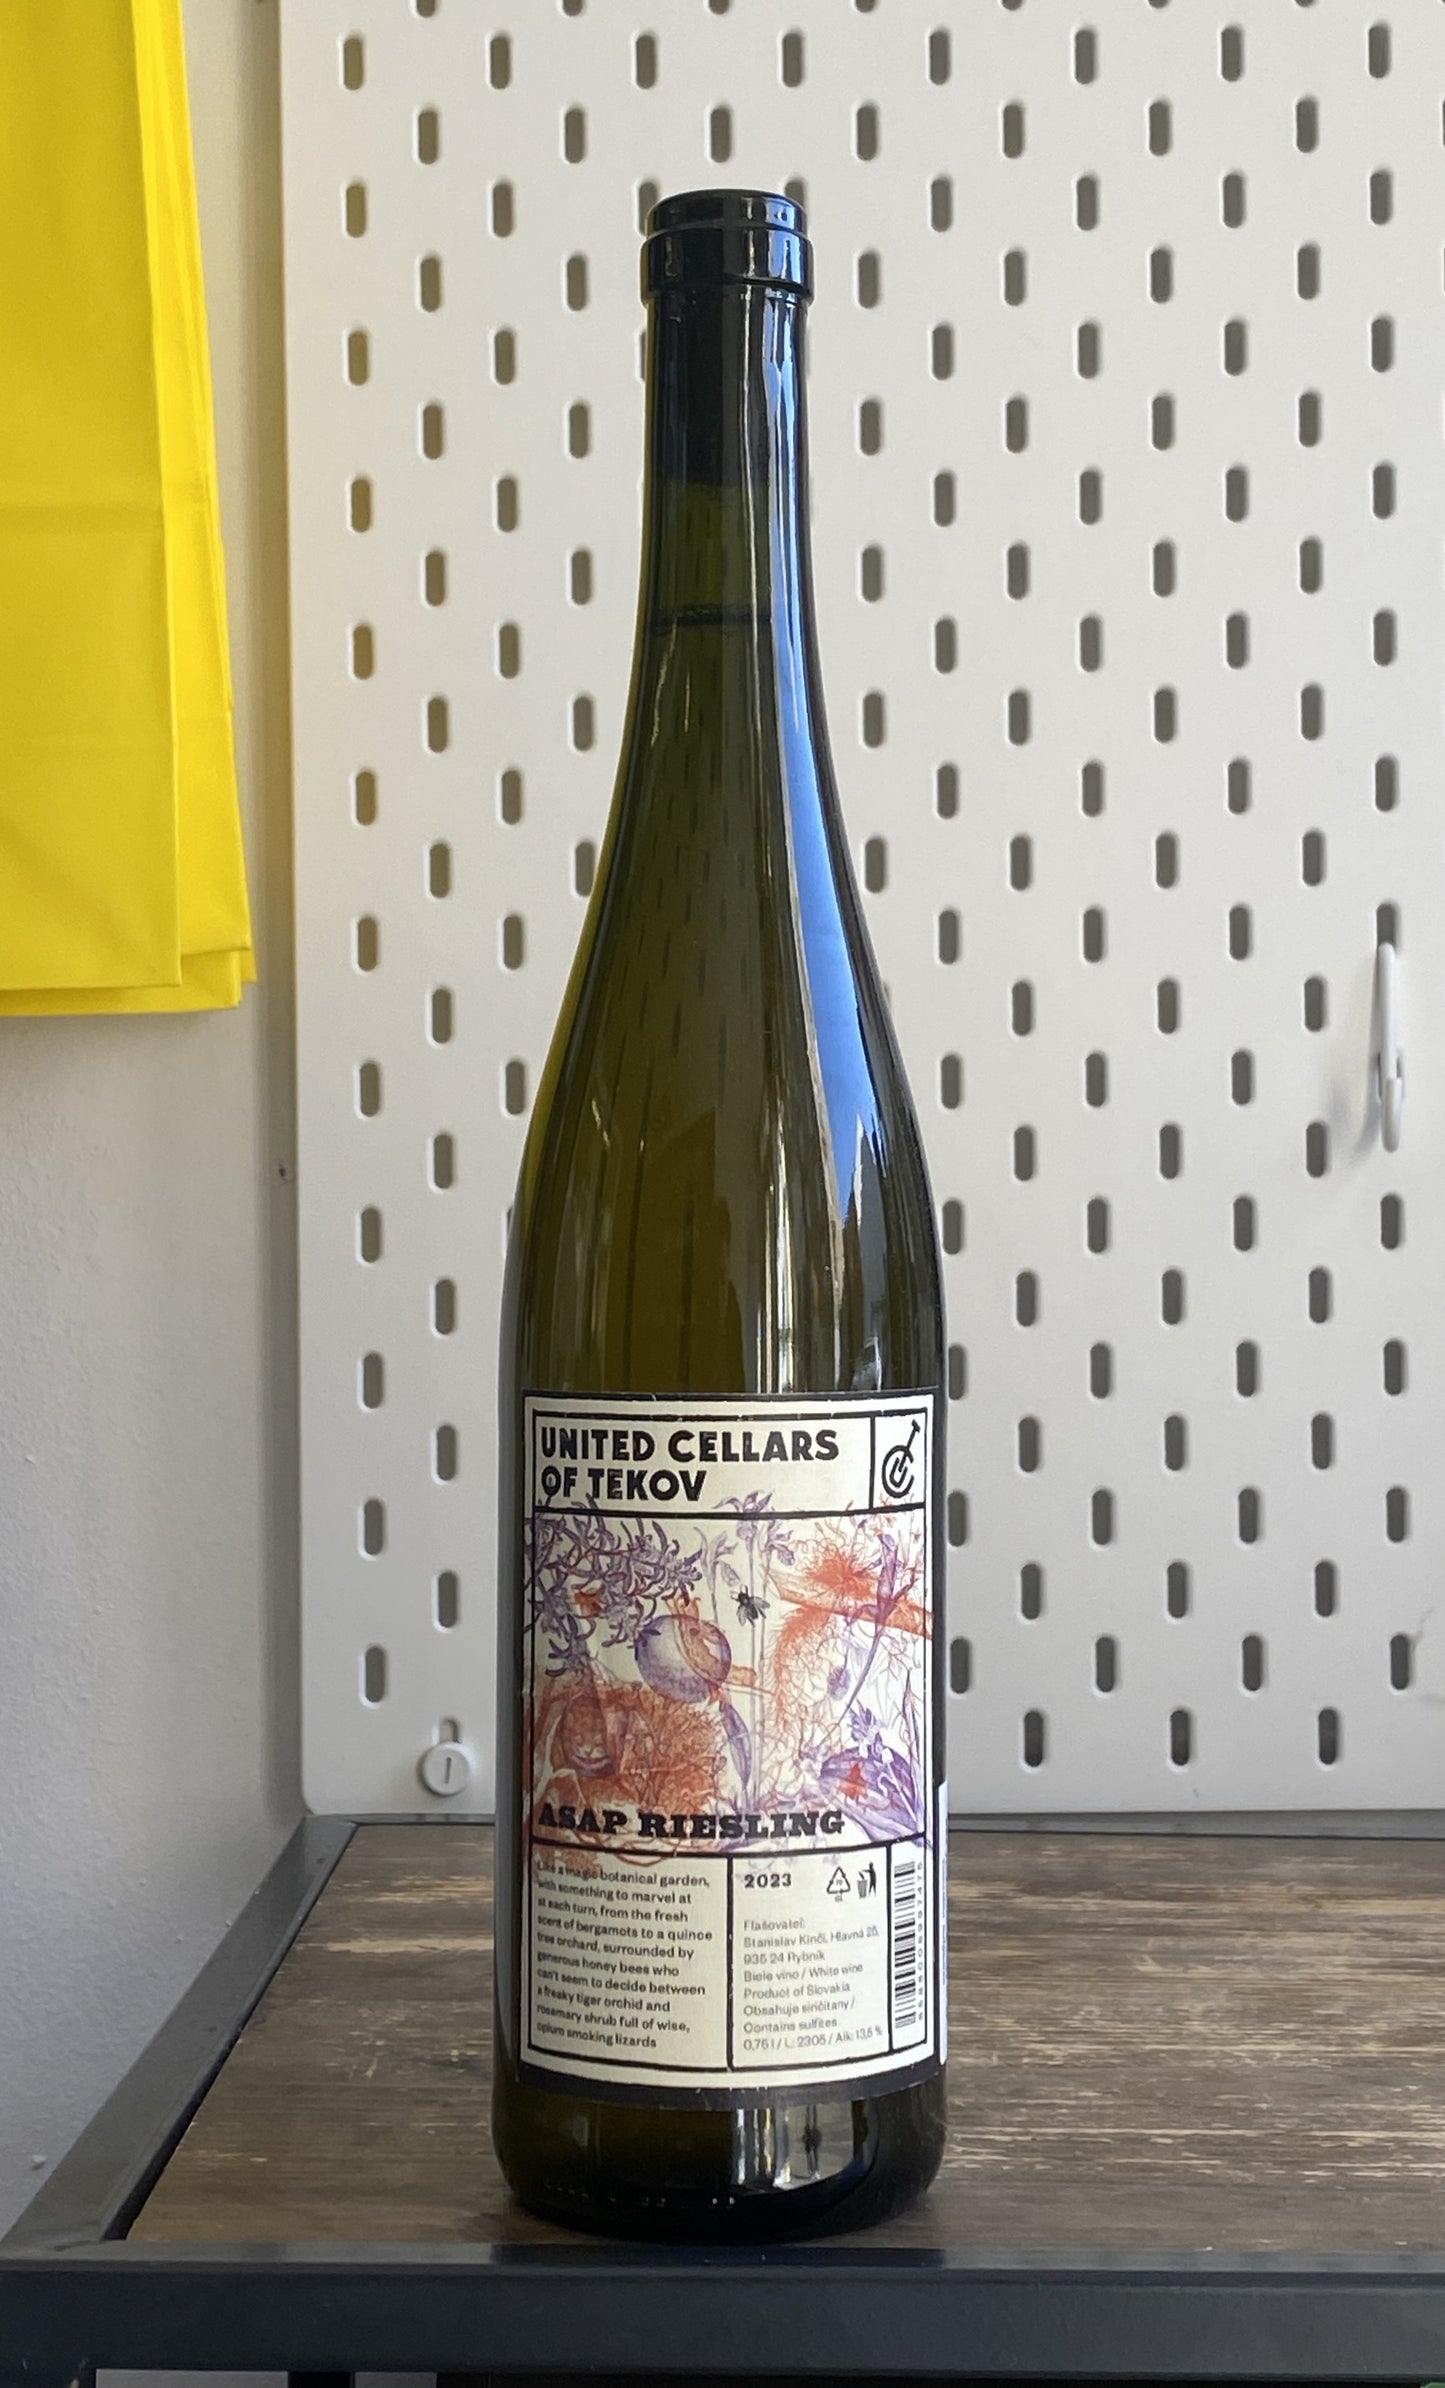 UNITED CELLARS
OF TEKOV
ASAP RIESLING
Like a magic botanical garden,
with something to marvel at
at each turn, from the fresh
scent of bergamots to a quince
tree orchard, surrounded by
generous honey bees who
can't seem to decide between
a freaky tiger orchid and
rosemary shrub full of wise,
opium smoking lizards
2023
Fľašovateľ:
Stanislav Kinči, Hlavná 25,
935 24 Rybník
Biele víno / White wine
Product of Slovakia
Obsahuje siričitany /
Contains sulfites
0,75 l / L: 2305 / Alk: 13,5 %